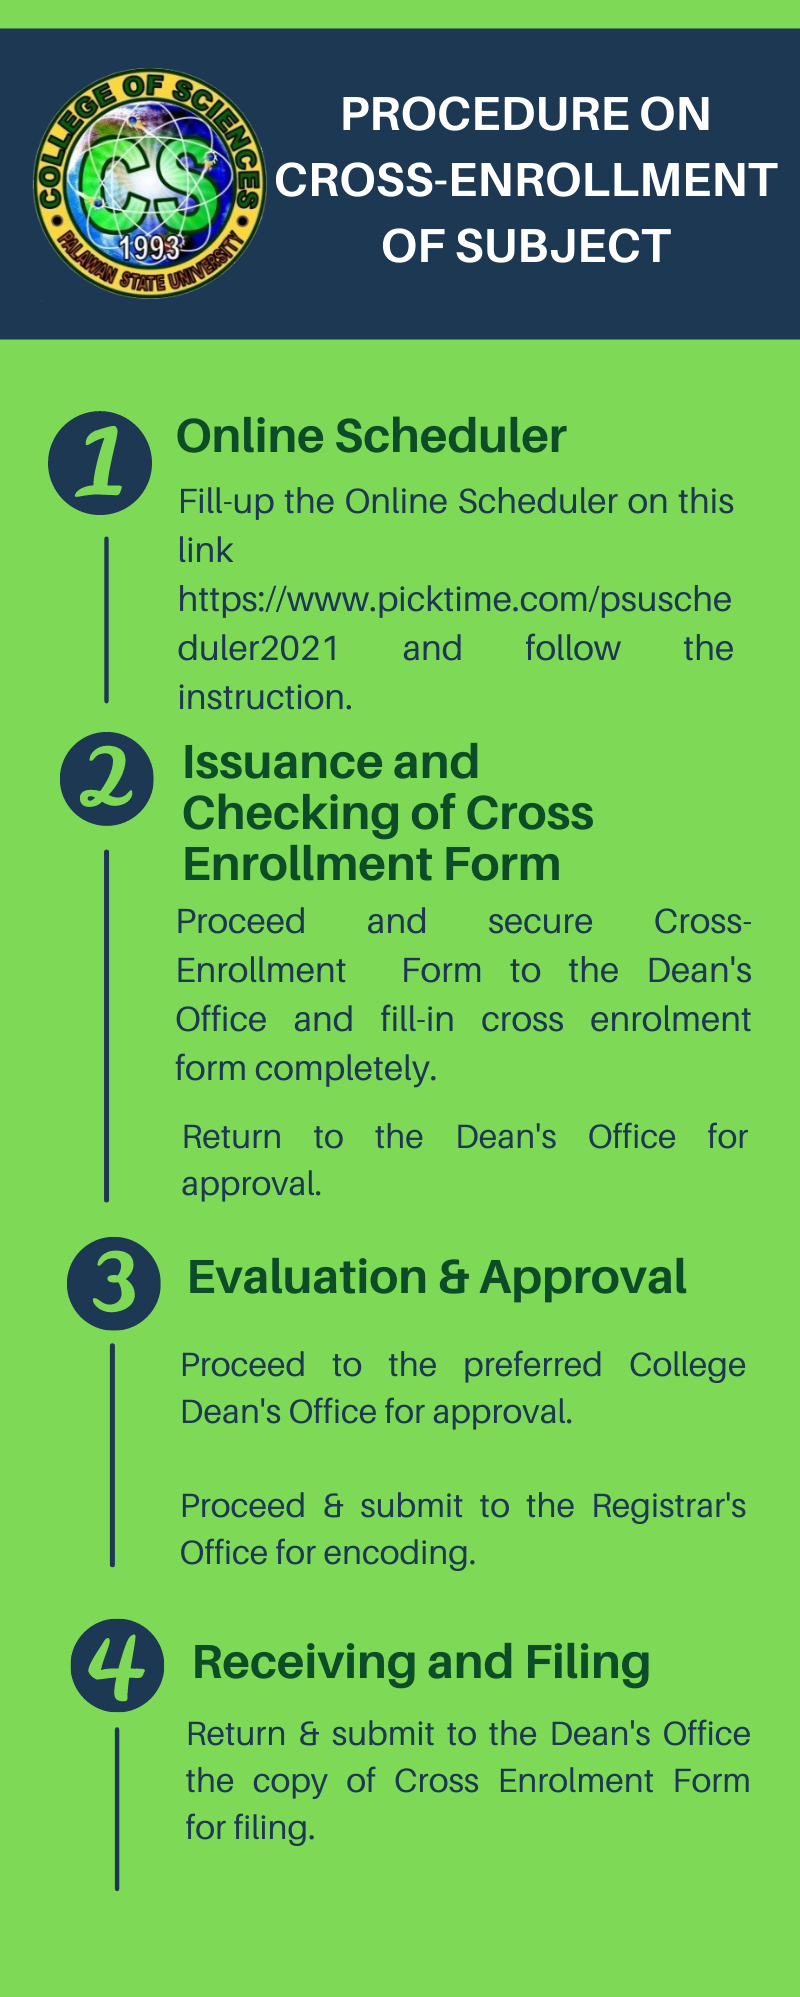 COLLEGE OF SCIENCES
CS
1993
PALAWAN STATE UNIVERSITY
PROCEDURE ON
CROSS-ENROLLMENT
OF SUBJECT
1
Online Scheduler
Fill-up the Online Scheduler on this
link
https://www.picktime.com/psusche
duler2021 and follow the
instruction.
2
Issuance and
Checking of Cross
Enrollment Form
Proceed and secure Cross-
Enrollment Form to the Dean's
Office and fill-in cross enrolment
form completely.
Return to the Dean's Office for
approval.
3
Evaluation & Approval
Proceed to the preferred College
Dean's Office for approval.
Proceed & submit to the Registrar's
Office for encoding.
4
Receiving and Filing
Return & submit to the Dean's Office
the copy of Cross Enrolment Form
for filing.